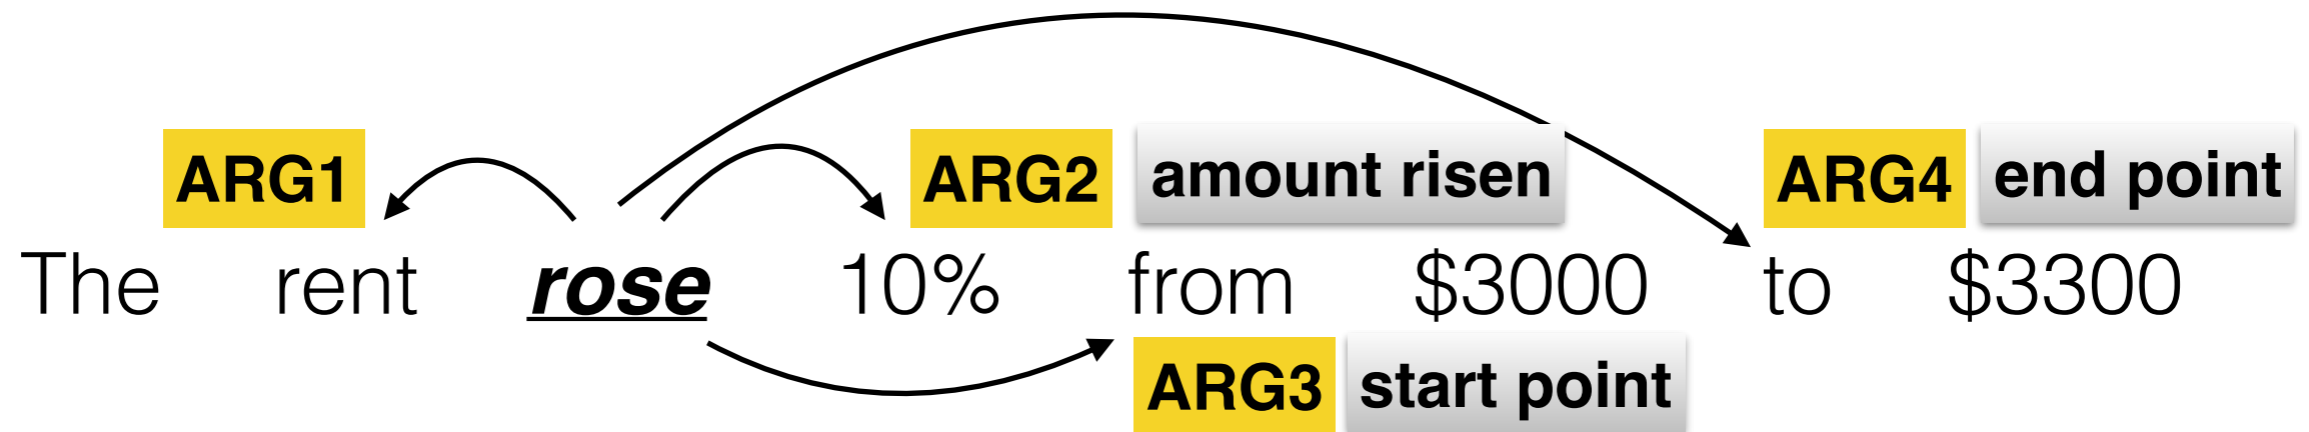 ARG1 ARG2 amount risen ARG4 end point
The rent rose 10% from $3000 to $3300
ARG3 start point